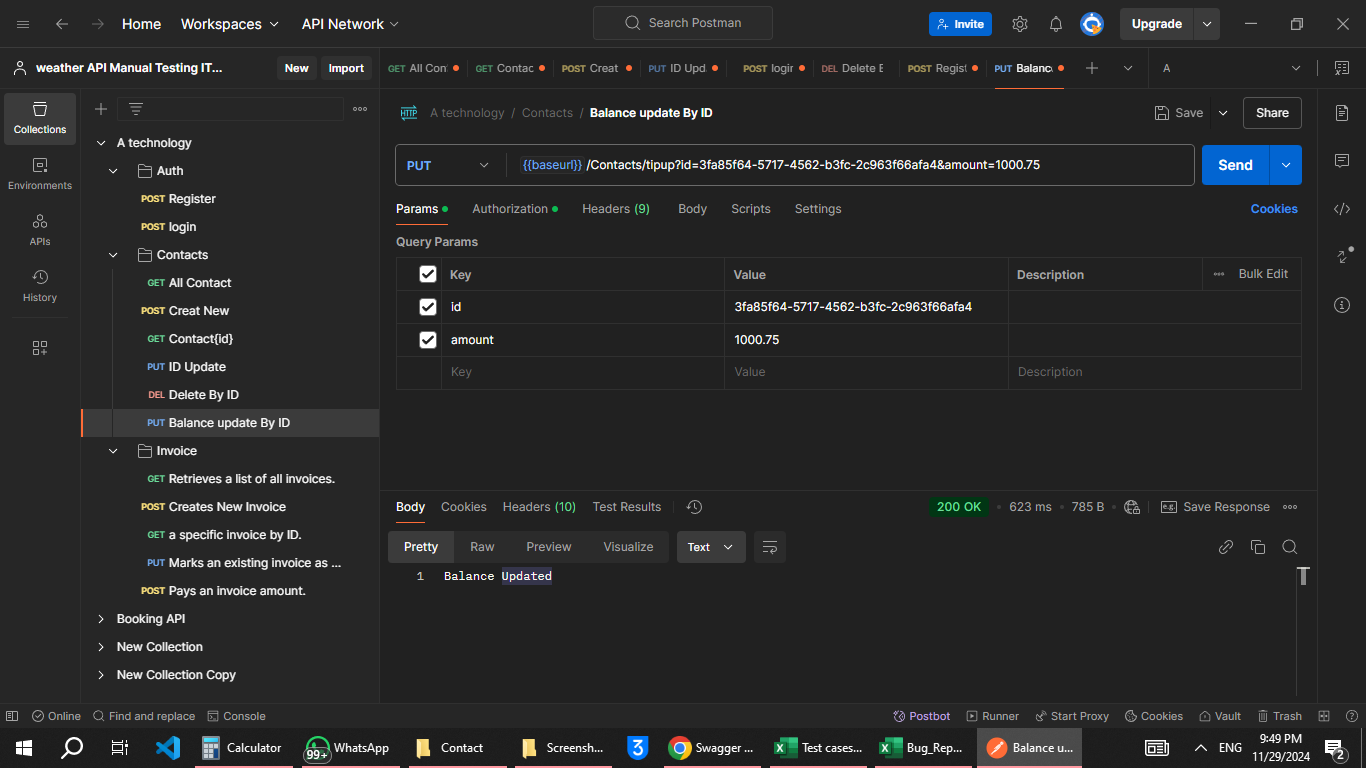 Home Workspaces API Network Search Postman Invite Upgrade
weather API Manual Testing IT... New Import GET All Con GET Contac POST Creat PUT ID Upd POST login DEL Delete E POST Regist PUT Balanc A
Collections
Environments
APIs
History
A technology
Auth
POST Register
POST login
Contacts
GET All Contact
POST Creat New
GET Contact{id}
PUT ID Update
DEL Delete By ID
PUT Balance update By ID
Invoice
GET Retrieves a list of all invoices.
POST Creates New Invoice
GET a specific invoice by ID.
PUT Marks an existing invoice as ...
POST Pays an invoice amount.
Booking API
New Collection
New Collection Copy
HTTP A technology / Contacts / Balance update By ID Save Share
PUT {{baseurl}} /Contacts/tipup?id=3fa85f64-5717-4562-b3fc-2c963f66afa4&amount=1000.75 Send
Params Authorization Headers (9) Body Scripts Settings Cookies
Query Params
Key Value Description Bulk Edit
id 3fa85f64-5717-4562-b3fc-2c963f66afa4
amount 1000.75
Key Value Description
Body Cookies Headers (10) Test Results 200 OK 623 ms 785 B e.g. Save Response
Pretty Raw Preview Visualize Text
1 Balance Updated
Online Find and replace Console Postbot Runner Start Proxy Cookies Vault Trash
Calculator 99+ WhatsApp Contact Screensh... 3 Swagger ... Test cases... Bug_Rep... Balance u... ENG 9:49 PM
11/29/2024 2